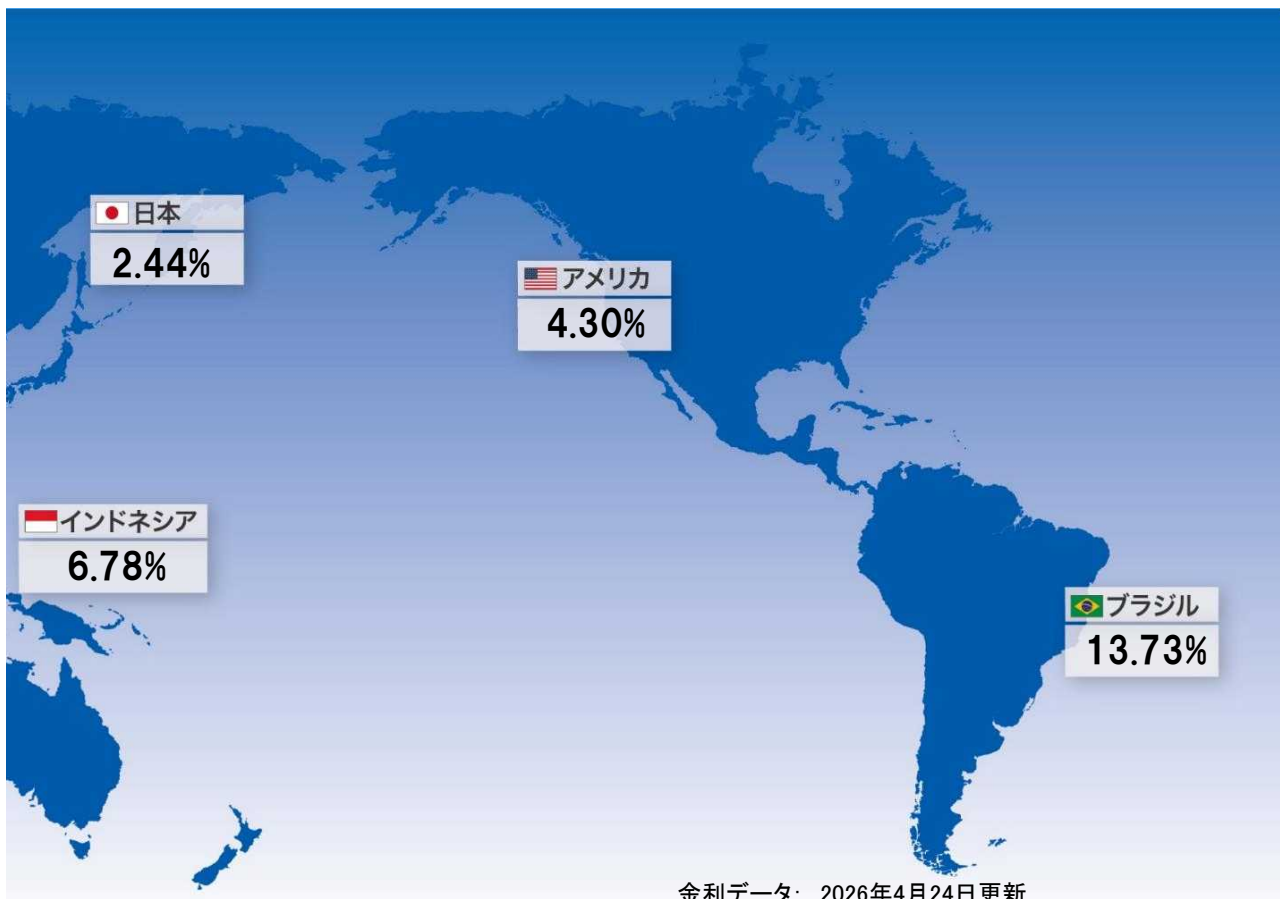 日本
2.44%
アメリカ
4.30%
インドネシア
6.78%
ブラジル
13.73%
金利データ: 2026年4月24日更新